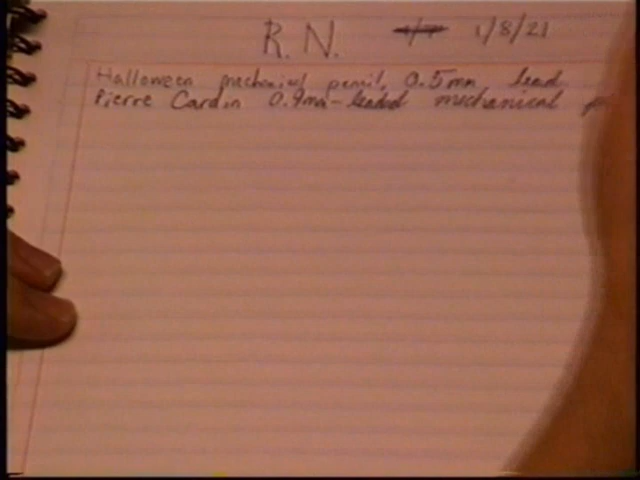 R. N. 1/8/21
Halloween mechanical pencil, 0.5mm lead
Pierre Cardin 0.9mm-leaded mechanical